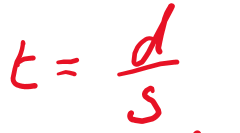 t = d/s